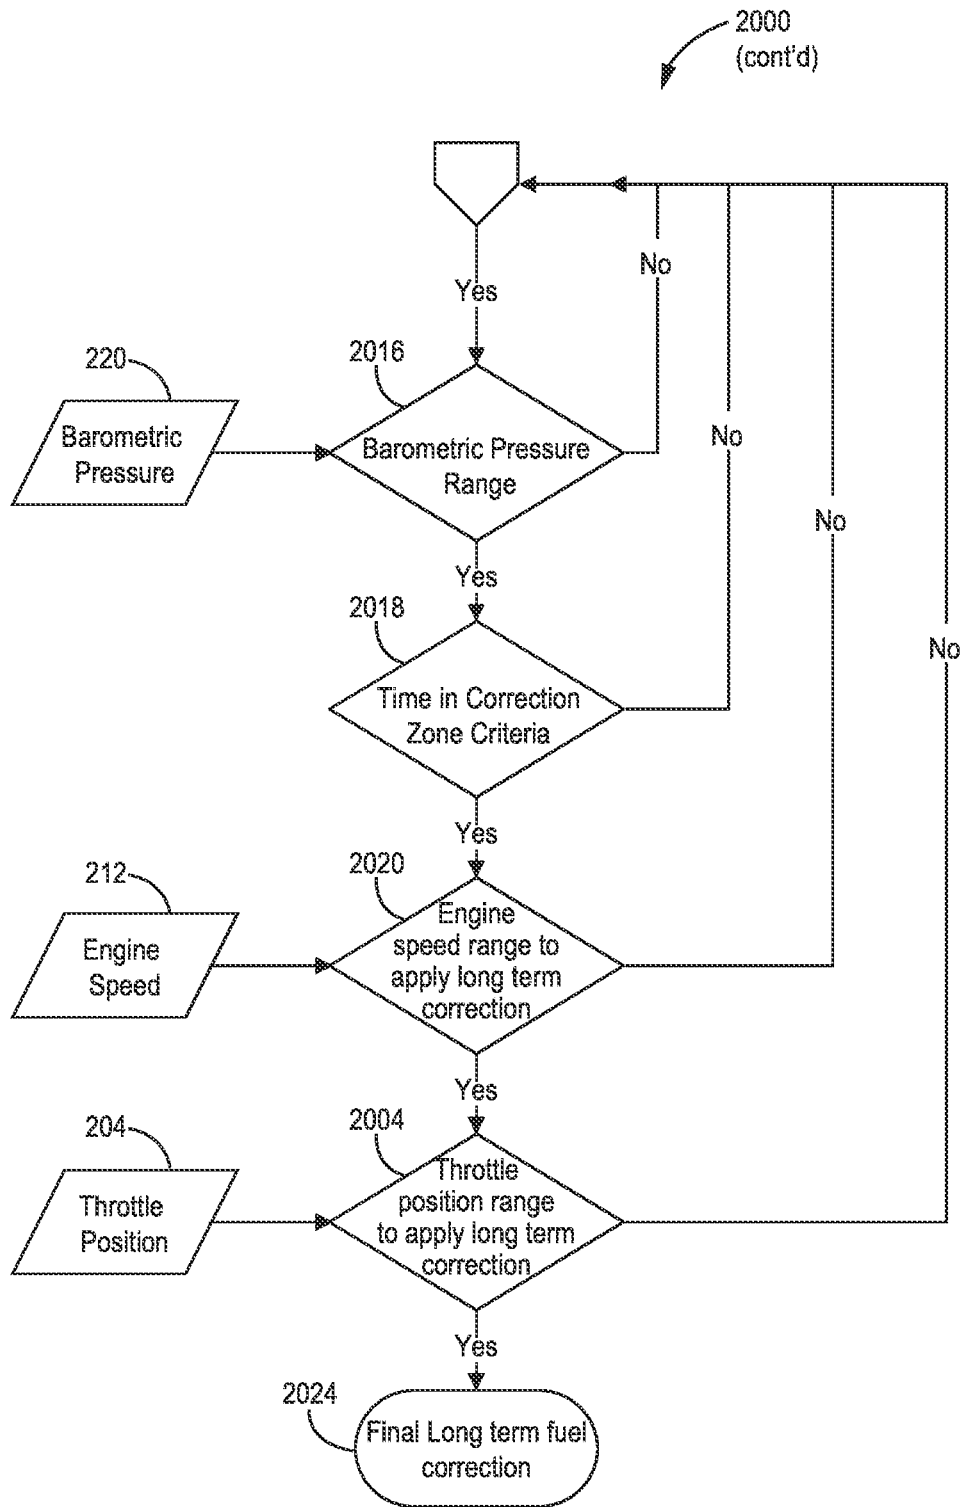 2000
(cont'd)
Yes
No
220
2016
Barometric
Pressure
Barometric Pressure
Range
No
Yes
No
2018
Time in Correction
Zone Criteria
No
Yes
212
2020
Engine
Speed
Engine
speed range to
apply long term
correction
Yes
204
2004
Throttle
Position
Throttle
position range
to apply long term
correction
Yes
2024
Final Long term fuel
correction